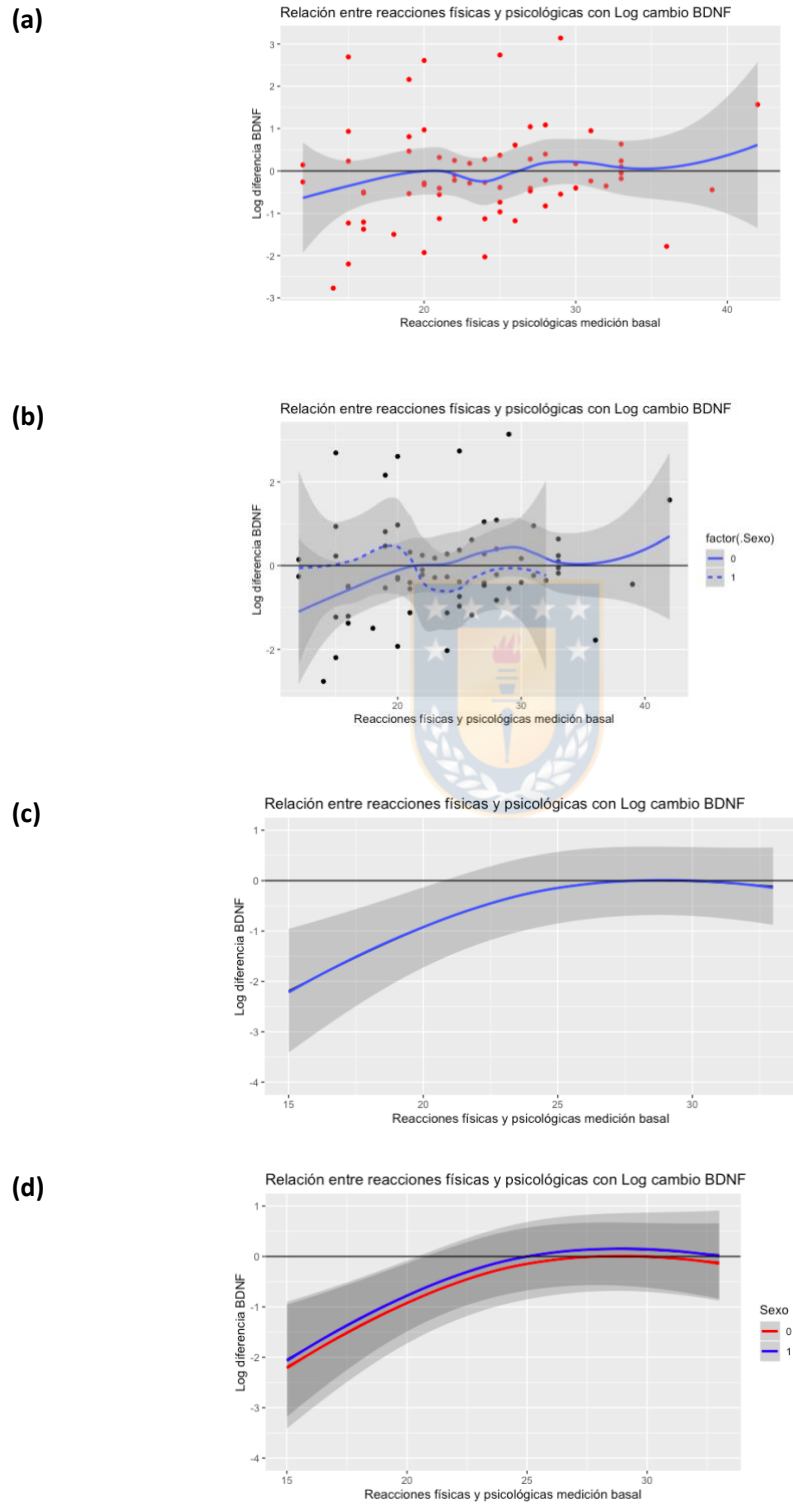 (a)
Relación entre reacciones físicas y psicológicas con Log cambio BDNF
Log diferencia BDNF
3
2
1
0
-1
-2
-3
20
30
40
Reacciones físicas y psicológicas medición basal
(b)
Relación entre reacciones físicas y psicológicas con Log cambio BDNF
Log diferencia BDNF
2
0
-2
20
30
40
Reacciones físicas y psicológicas medición basal
factor(.Sexo)
0
1
(c)
Relación entre reacciones físicas y psicológicas con Log cambio BDNF
Log diferencia BDNF
1
0
-1
-2
-3
-4
15
20
25
30
Reacciones físicas y psicológicas medición basal
(d)
Relación entre reacciones físicas y psicológicas con Log cambio BDNF
Log diferencia BDNF
1
0
-1
-2
-3
-4
15
20
25
30
Reacciones físicas y psicológicas medición basal
Sexo
0
1